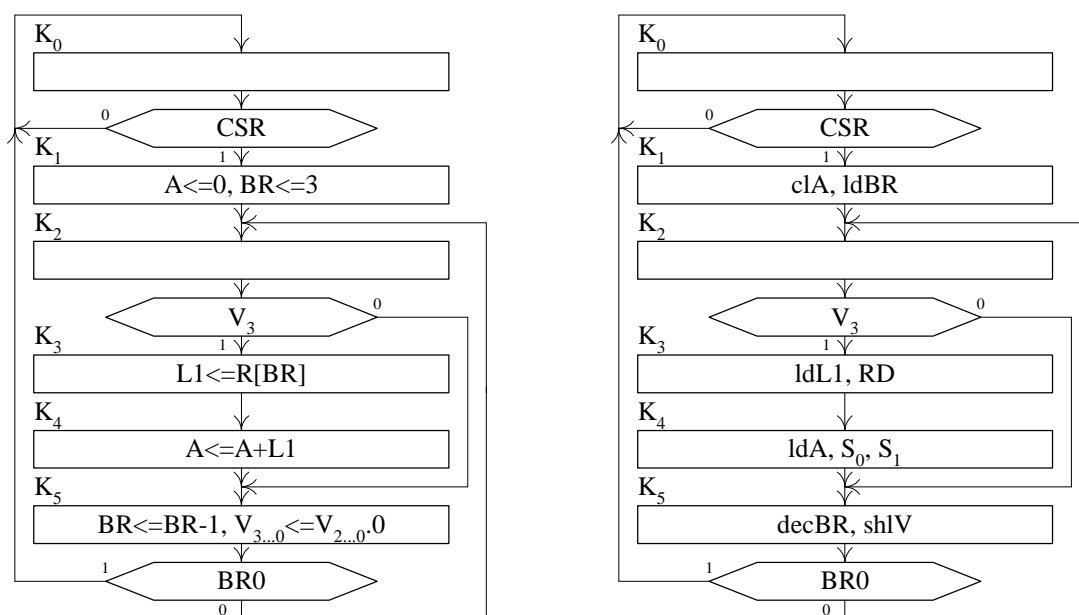 K₀
0
CSR
K₁
1
A<=0, BR<=3
K₂
0
V₃
K₃
1
L1<=R[BR]
K₄
A<=A+L1
K₅
BR<=BR-1, V₃...₀<=V₂...₀.0
1
BR0
0
K₀
0
CSR
K₁
1
clA, ldBR
K₂
0
V₃
K₃
1
ldL1, RD
K₄
ldA, S₀, S₁
K₅
decBR, shlV
1
BR0
0